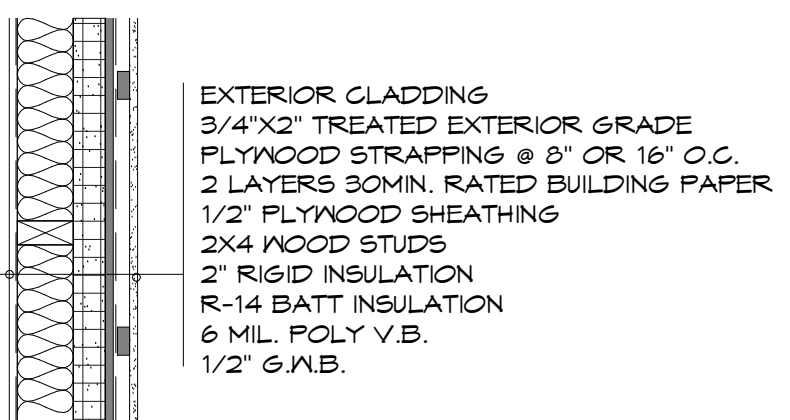 EXTERIOR CLADDING
3/4"X2" TREATED EXTERIOR GRADE
PLYWOOD STRAPPING @ 8" OR 16" O.C.
2 LAYERS 30MIN. RATED BUILDING PAPER
1/2" PLYWOOD SHEATHING
2X4 WOOD STUDS
2" RIGID INSULATION
R-14 BATT INSULATION
6 MIL. POLY V.B.
1/2" G.W.B.